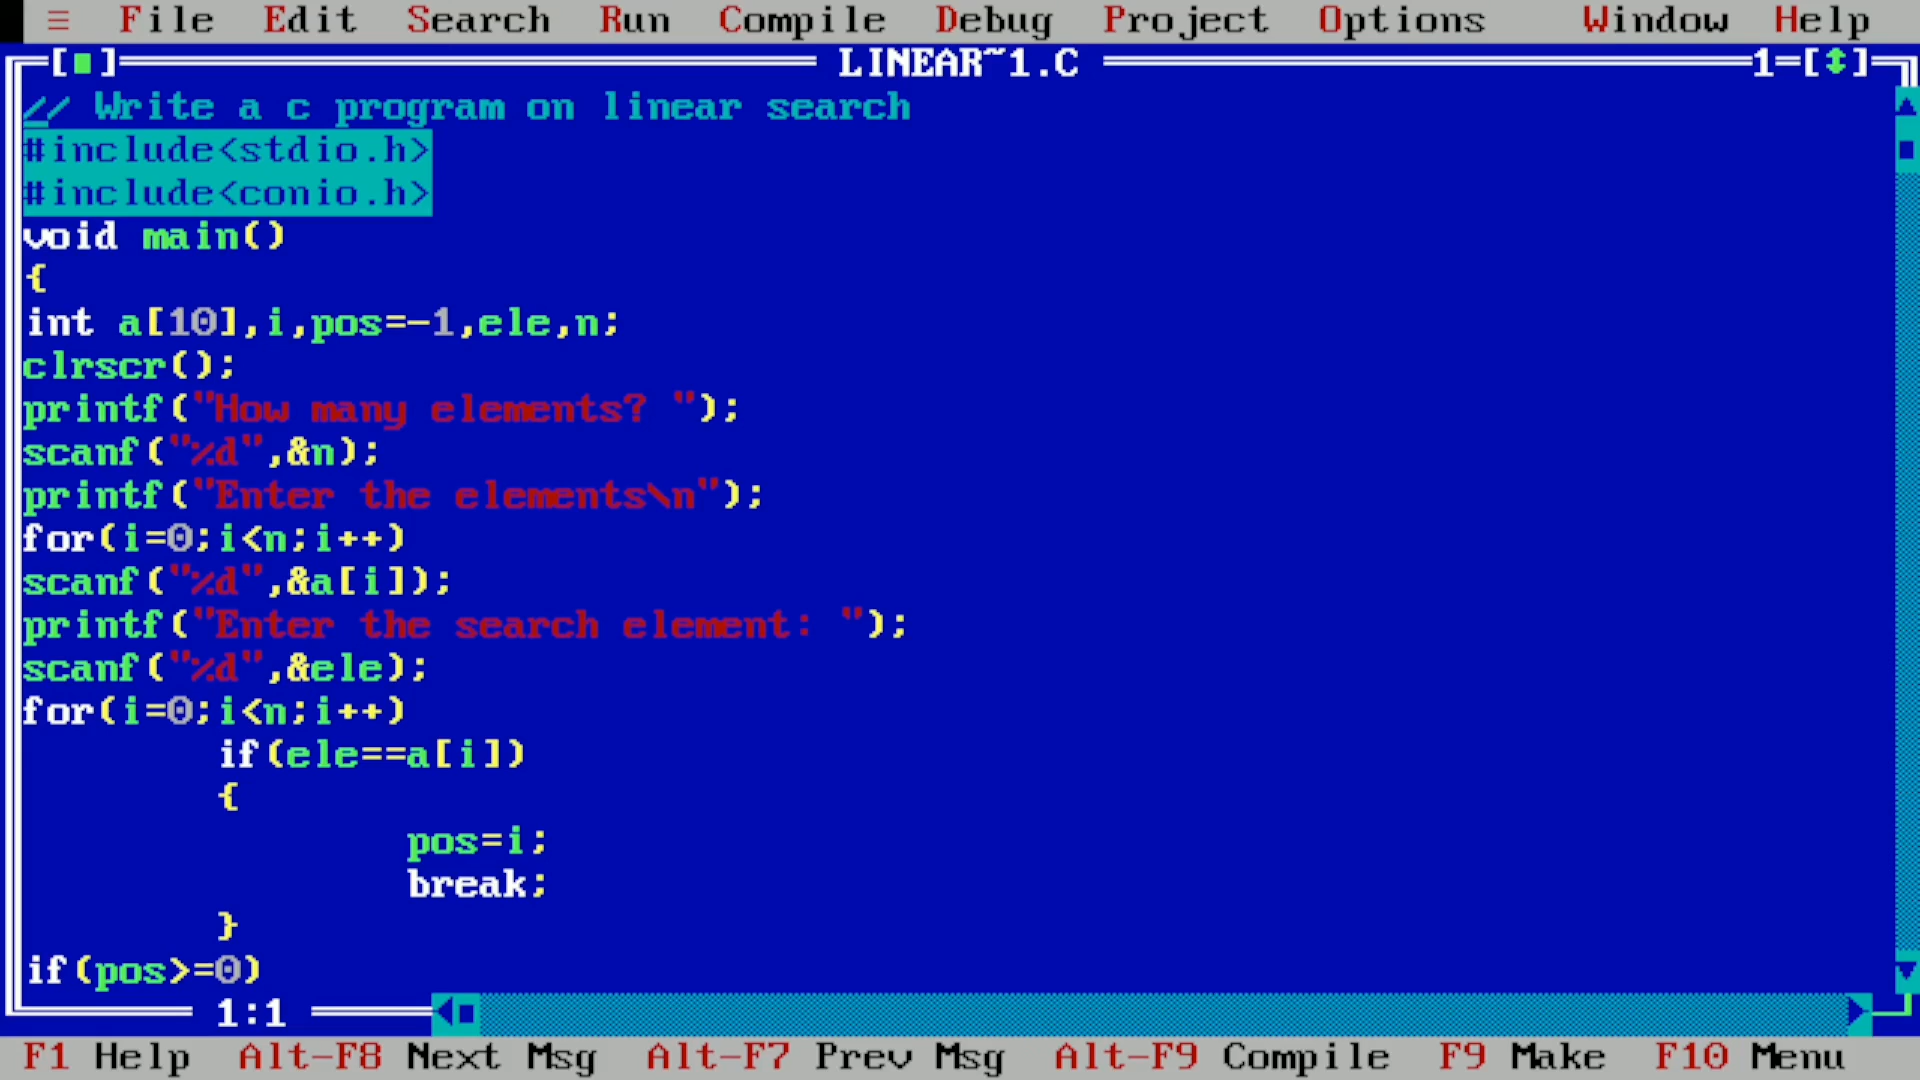 ≡ File Edit Search Run Compile Debug Project Options Window Help
[■] LINEAR~1.C 1=[↕]
// Write a c program on linear search
#include<stdio.h>
#include<conio.h>
void main()
{
int a[10],i,pos=-1,ele,n;
clrscr();
printf("How many elements? ");
scanf("%d",&n);
printf("Enter the elements\n");
for(i=0;i<n;i++)
scanf("%d",&a[i]);
printf("Enter the search element: ");
scanf("%d",&ele);
for(i=0;i<n;i++)
if(ele==a[i])
{
pos=i;
break;
}
if(pos>=0)
1:1
F1 Help Alt-F8 Next Msg Alt-F7 Prev Msg Alt-F9 Compile F9 Make F10 Menu